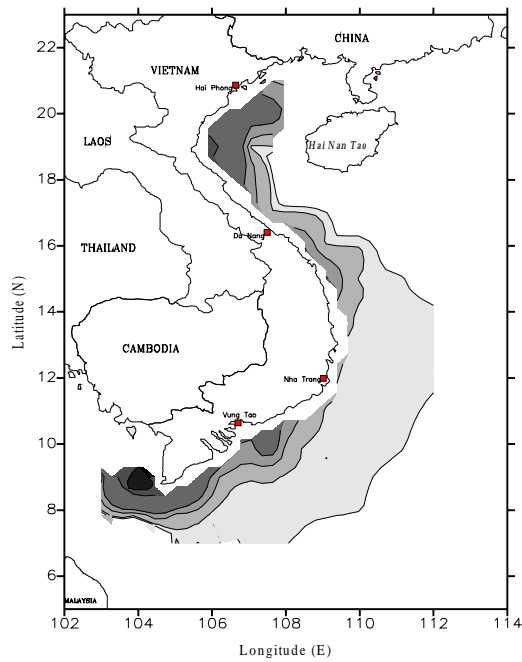 22
20
18
16
14
12
10
8
6
Latitude (N)
CHINA
VIETNAM
Hai Phong
LAOS
Hai Nan Tao
Da Nang
THAILAND
CAMBODIA
Nha Trang
Vung Tao
MALAYSIA
102 104 106 108 110 112 114
Longitude (E)